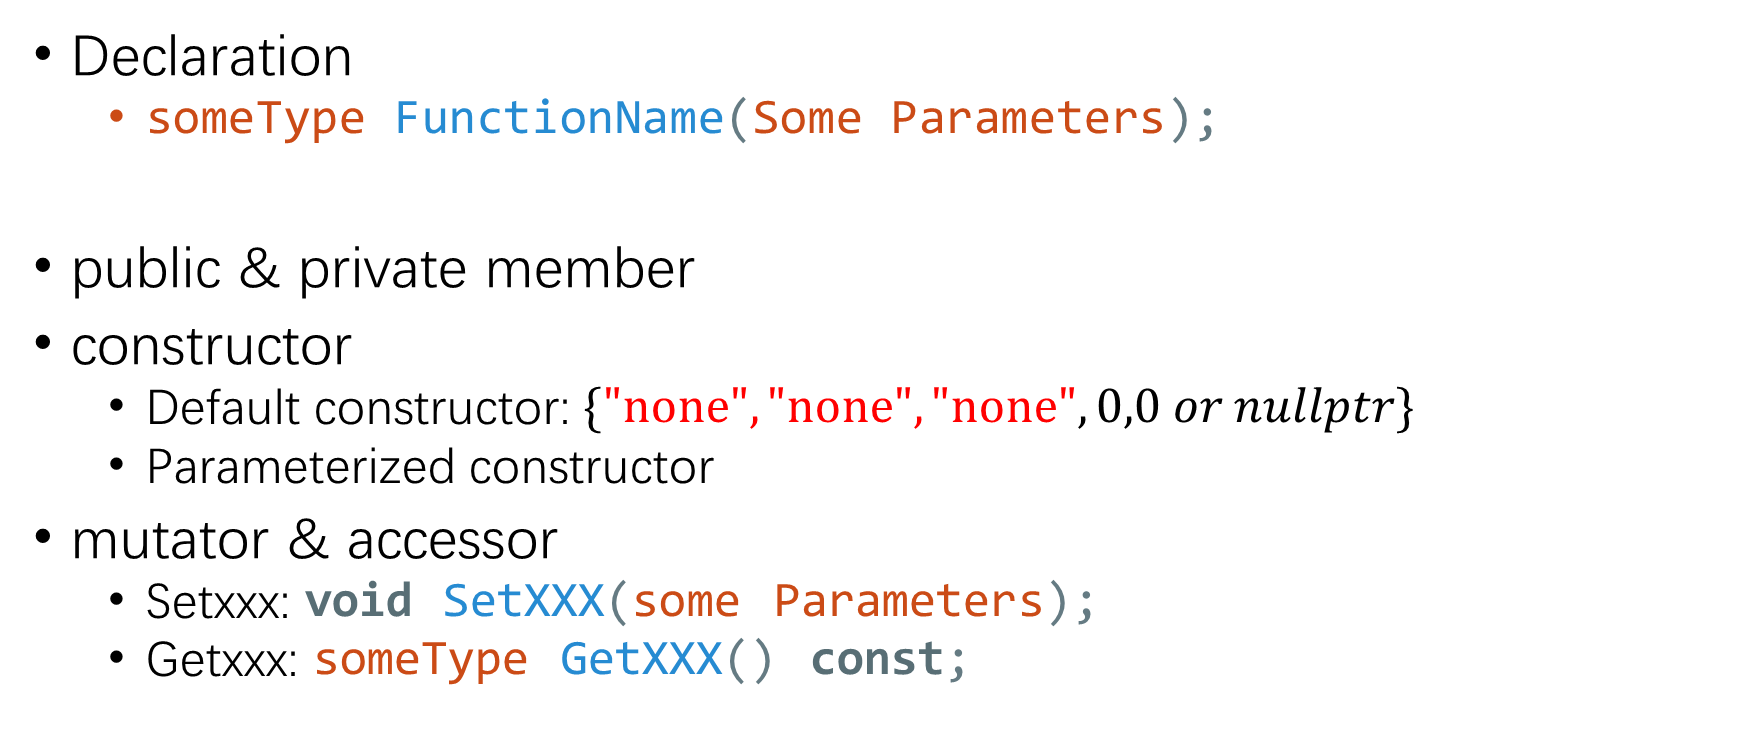 • Declaration
• someType FunctionName(Some Parameters);
• public & private member
• constructor
• Default constructor: {"none", "none", "none", 0,0 or nullptr}
• Parameterized constructor
• mutator & accessor
• Setxxx: void SetXXX(some Parameters);
• Getxxx: someType GetXXX() const;